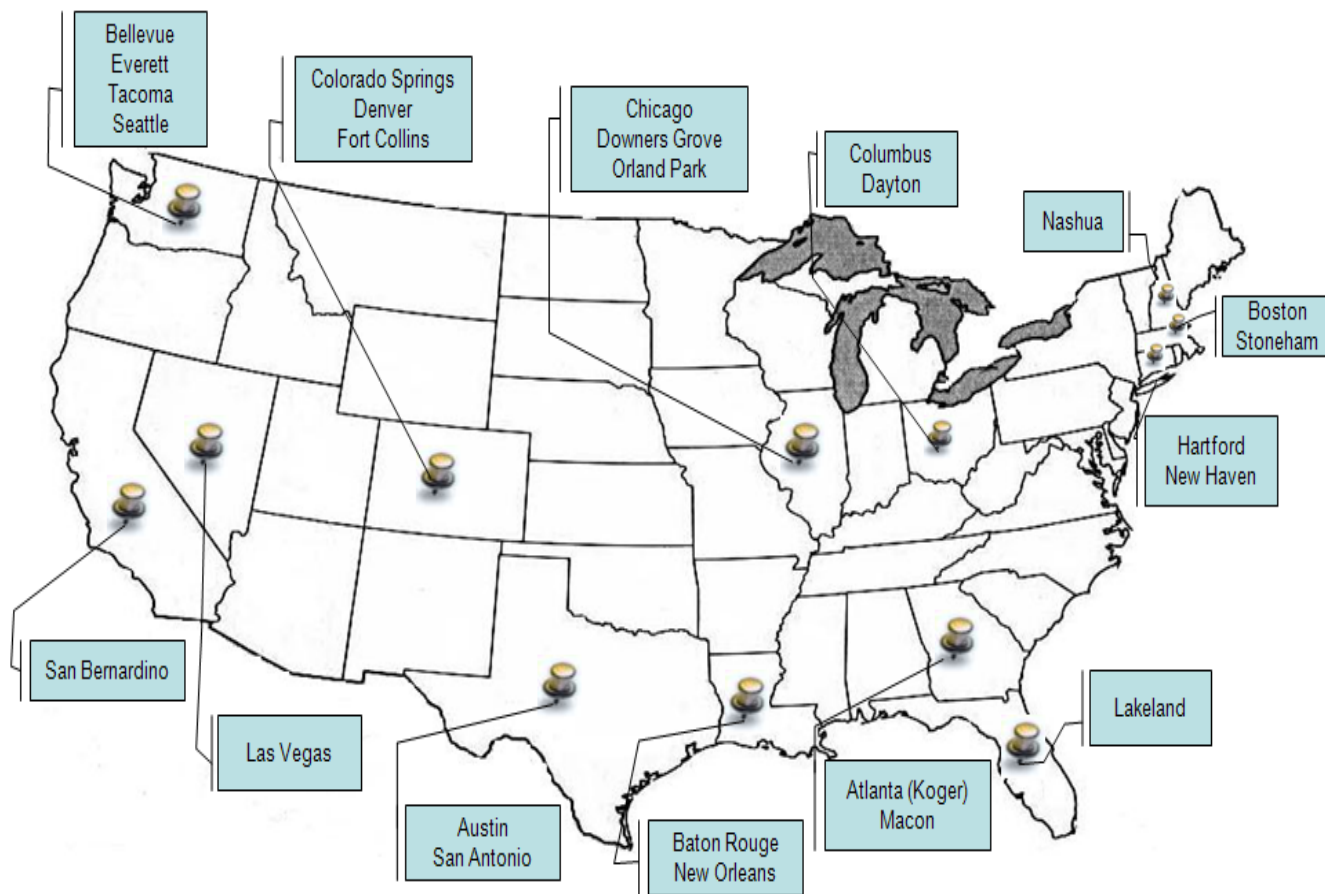 Bellevue
Everett
Tacoma
Seattle
Colorado Springs
Denver
Fort Collins
Chicago
Downers Grove
Orland Park
Columbus
Dayton
Nashua
Boston
Stoneham
Hartford
New Haven
San Bernardino
Las Vegas
Austin
San Antonio
Baton Rouge
New Orleans
Atlanta (Koger)
Macon
Lakeland